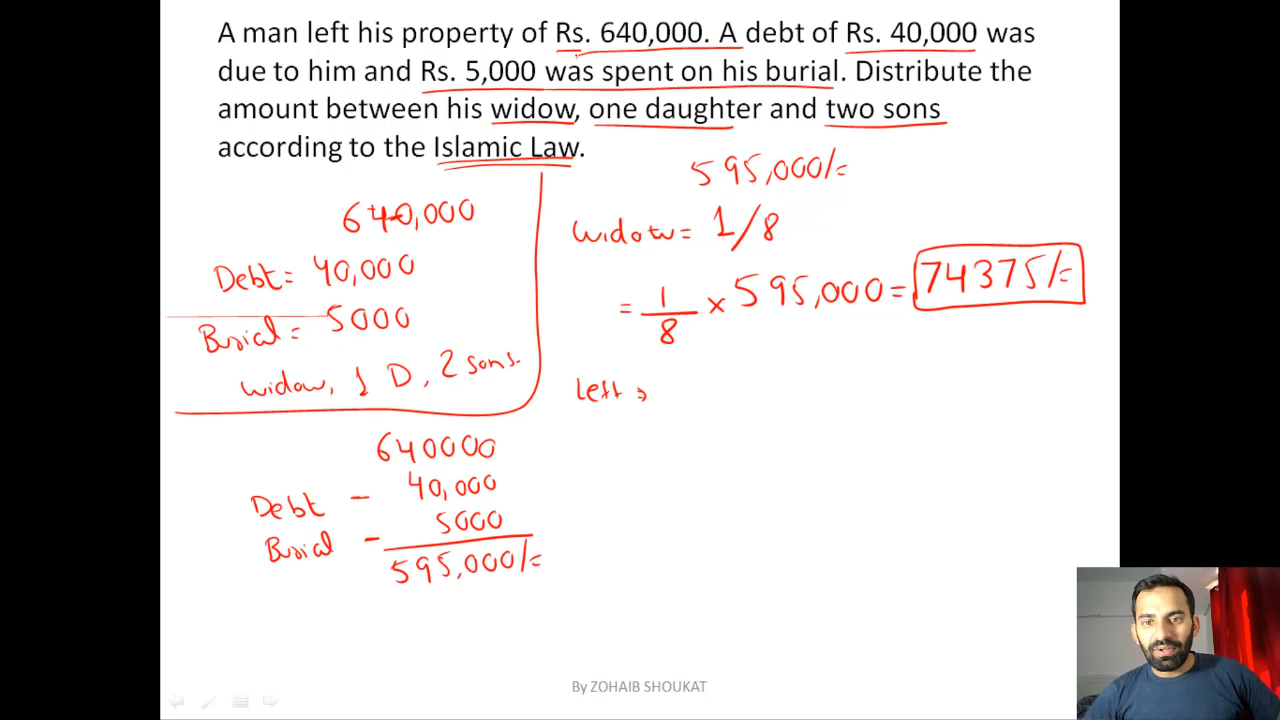 A man left his property of Rs. 640,000. A debt of Rs. 40,000 was
due to him and Rs. 5,000 was spent on his burial. Distribute the
amount between his widow, one daughter and two sons
according to the Islamic Law.
640,000
Debt = 40,000
Burial = 5000
widow, 1 D, 2 sons.
640000
Debt - 40,000
Burial - 5000
595,000/=
595,000/=
widow = 1/8
= 1/8 × 595,000 = 74375/=
Left →
By ZOHAIB SHOUKAT